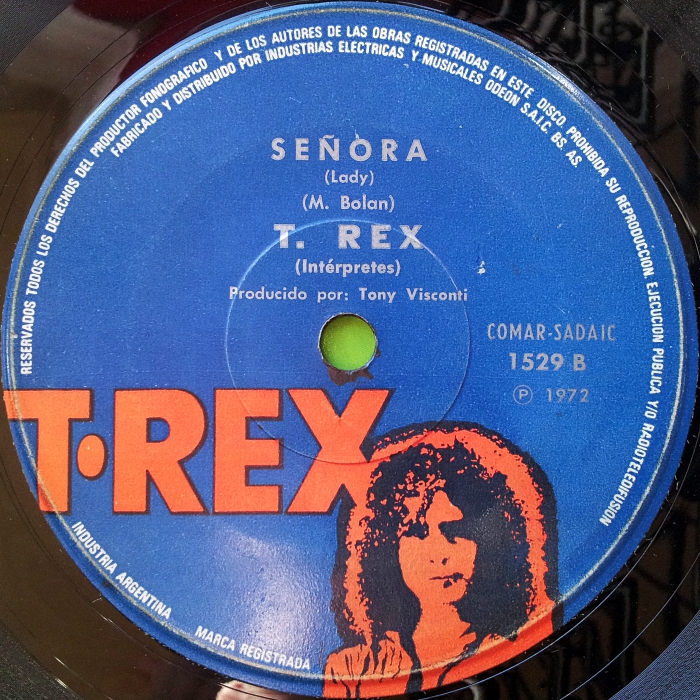 RESERVADOS TODOS LOS DERECHOS DEL PRODUCTOR FONOGRAFICO Y DE LOS AUTORES DE LAS OBRAS REGISTRADAS EN ESTE DISCO PROHIBIDA SU REPRODUCCION, EJECUCION PUBLICA Y/O RADIOTELEDIFUSION
FABRICADO Y DISTRIBUIDO POR INDUSTRIAS ELECTRICAS Y MUSICALES ODEON S.A.I.C. BS. AS.
SEÑORA
(Lady)
(M. Bolan)
T. REX
(Intérpretes)
Producido por: Tony Visconti
COMAR-SADAIC
1529 B
℗ 1972
T•REX
INDUSTRIA ARGENTINA
MARCA REGISTRADA